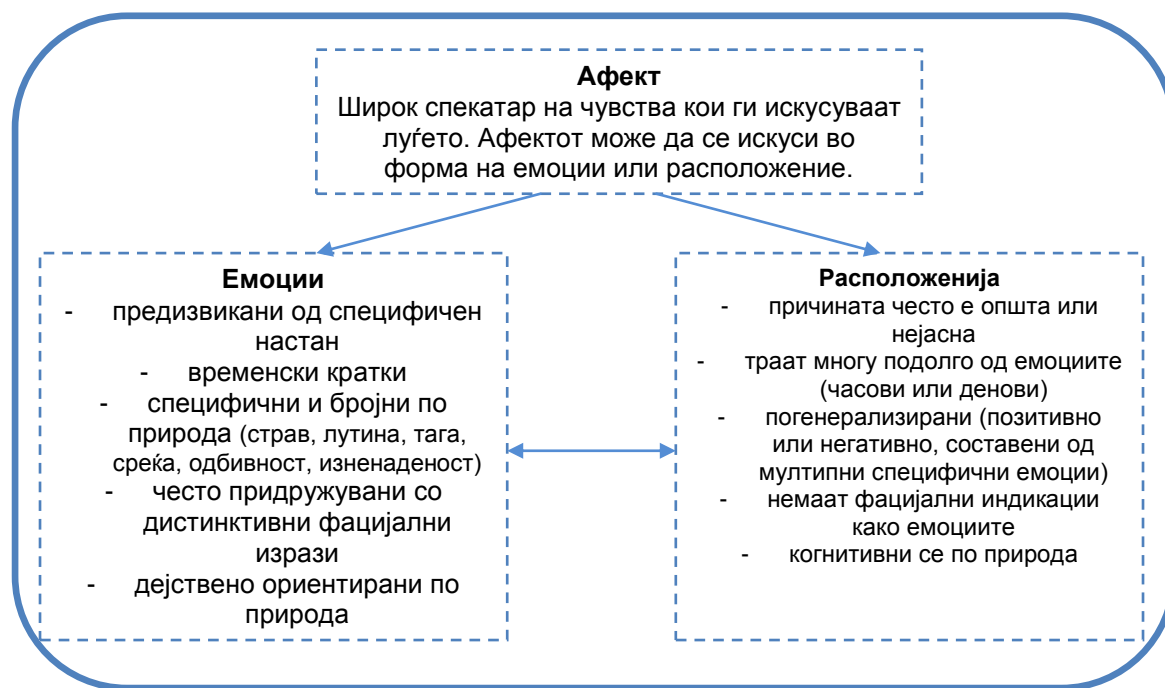 Афект
Широк спекатар на чувства кои ги искусуваат
луѓето. Афектот може да се искуси во
форма на емоции или расположение.
Емоции
- предизвикани од специфичен
настан
- временски кратки
- специфични и бројни по
природа (страв, лутина, тага,
среќа, одбивност, изненаденост)
- често придружувани со
дистинктивни фацијални
изрази
- дејствено ориентирани по
природа
Расположенија
- причината често е општа или
нејасна
- траат многу подолго од емоциите
(часови или денови)
- погенерализирани (позитивно
или негативно, составени од
мултипни специфични емоции)
- немаат фацијални индикации
како емоциите
- когнитивни се по природа